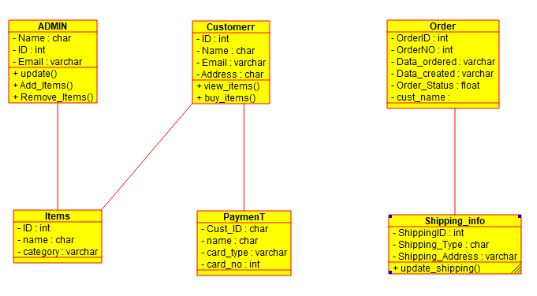 ADMIN
- Name : char
- ID : int
- Email : varchar
+ update()
+ Add_Items()
+ Remove_Items()
Customerr
- ID : int
- Name : char
- Email : varchar
- Address : char
+ view_items()
+ buy_items()
Order
- OrderID : int
- OrderNO : int
- Data_ordered : varchar
- Data_created : varchar
- Order_Status : float
- cust_name :
Items
- ID : int
- name : char
- category : varchar
PaymenT
- Cust_ID : char
- name : char
- card_type : varchar
- card_no : int
Shipping_info
- ShippingID : int
- Shipping_Type : char
- Shipping_Address : varchar
+ update_shipping()